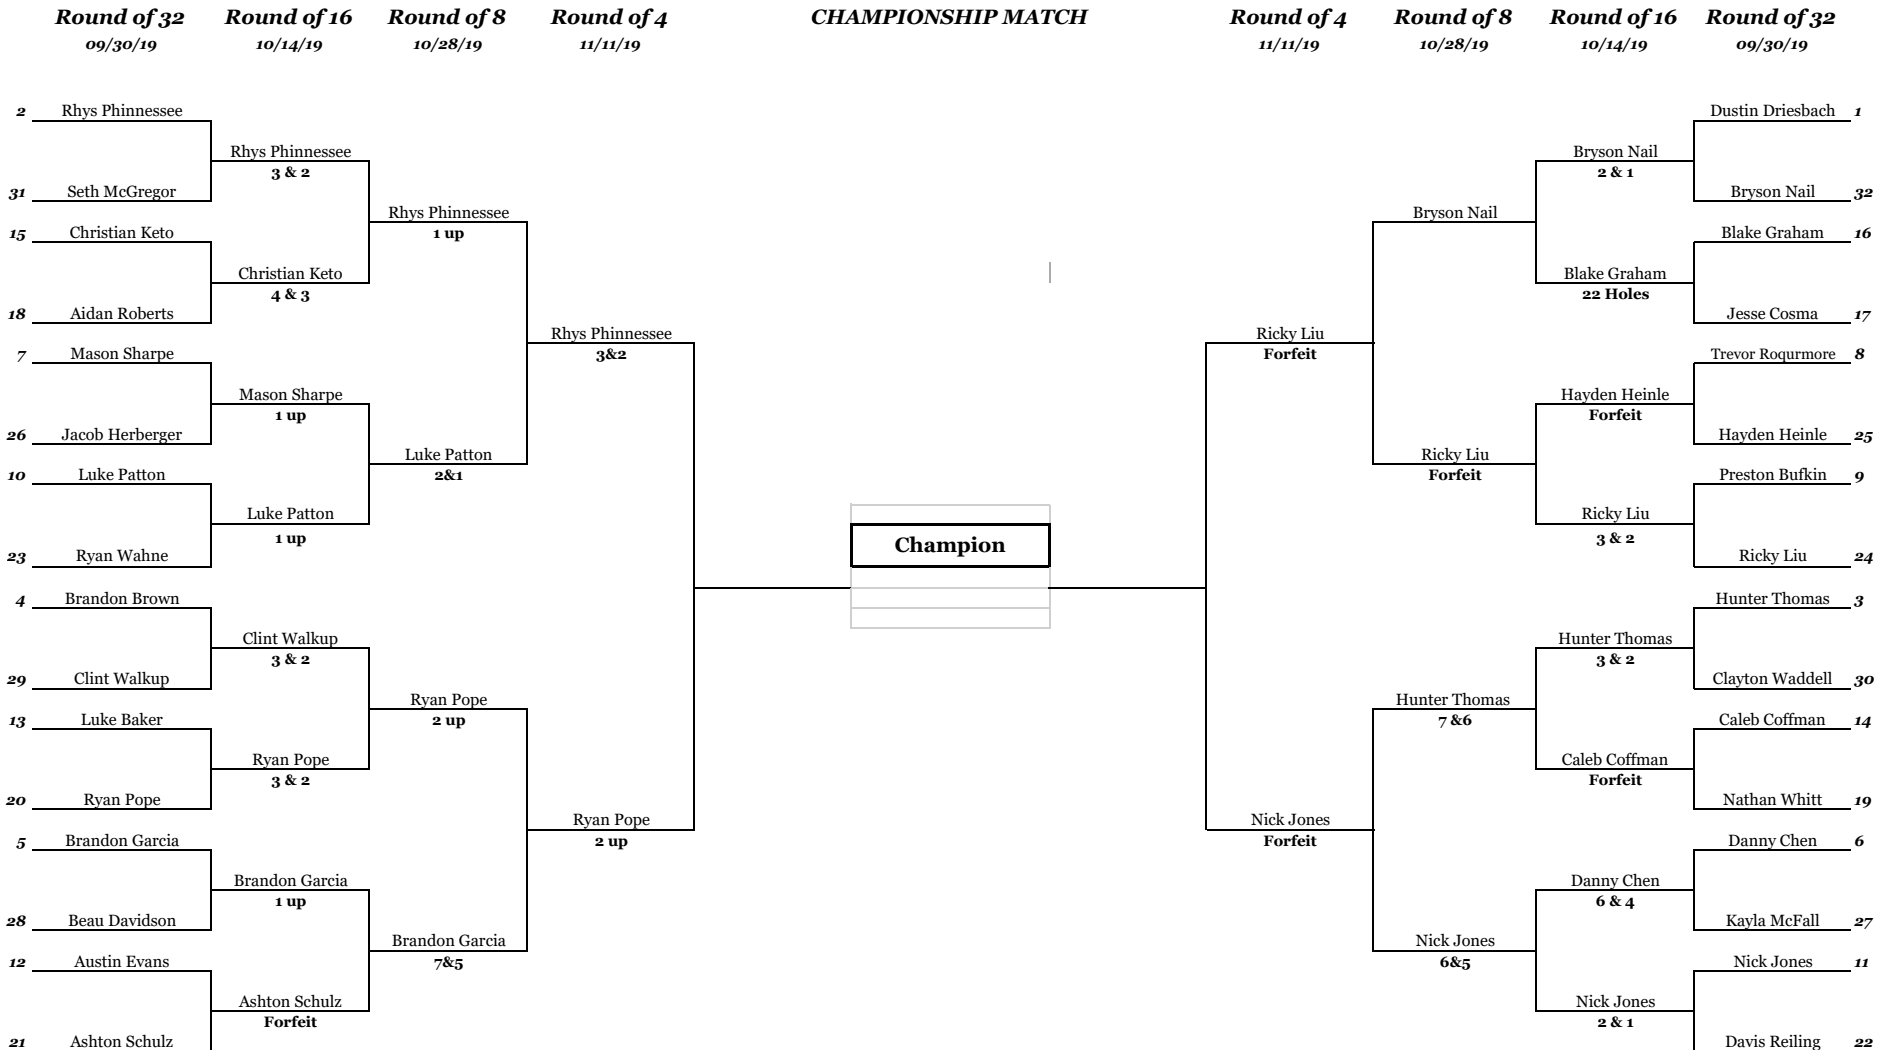 Round of 32 Round of 16 Round of 8 Round of 4 CHAMPIONSHIP MATCH Round of 4 Round of 8 Round of 16 Round of 32
09/30/19 10/14/19 10/28/19 11/11/19 11/11/19 10/28/19 10/14/19 09/30/19
2 Rhys Phinnessee Dustin Driesbach 1
Rhys Phinnessee Bryson Nail
3 & 2 2 & 1
31 Seth McGregor Bryson Nail 32
Rhys Phinnessee Bryson Nail
15 Christian Keto 1 up Blake Graham 16
Christian Keto Blake Graham
4 & 3 22 Holes
18 Aidan Roberts Jesse Cosma 17
Rhys Phinnessee Ricky Liu
7 Mason Sharpe 3&2 Forfeit Trevor Roqurmore 8
Mason Sharpe Hayden Heinle
1 up Forfeit
26 Jacob Herberger Hayden Heinle 25
Luke Patton Ricky Liu
10 Luke Patton 2&1 Forfeit Preston Bufkin 9
Luke Patton Ricky Liu
1 up 3 & 2
Champion
23 Ryan Wahne Ricky Liu 24
4 Brandon Brown Hunter Thomas 3
Clint Walkup Hunter Thomas
3 & 2 3 & 2
29 Clint Walkup Clayton Waddell 30
Ryan Pope Hunter Thomas
13 Luke Baker 2 up 7 &6 Caleb Coffman 14
Ryan Pope Caleb Coffman
3 & 2 Forfeit
20 Ryan Pope Nathan Whitt 19
Ryan Pope Nick Jones
5 Brandon Garcia 2 up Forfeit Danny Chen 6
Brandon Garcia Danny Chen
1 up 6 & 4
28 Beau Davidson Kayla McFall 27
Brandon Garcia Nick Jones
12 Austin Evans 7&5 6&5 Nick Jones 11
Ashton Schulz Nick Jones
Forfeit 2 & 1
21 Ashton Schulz Davis Reiling 22